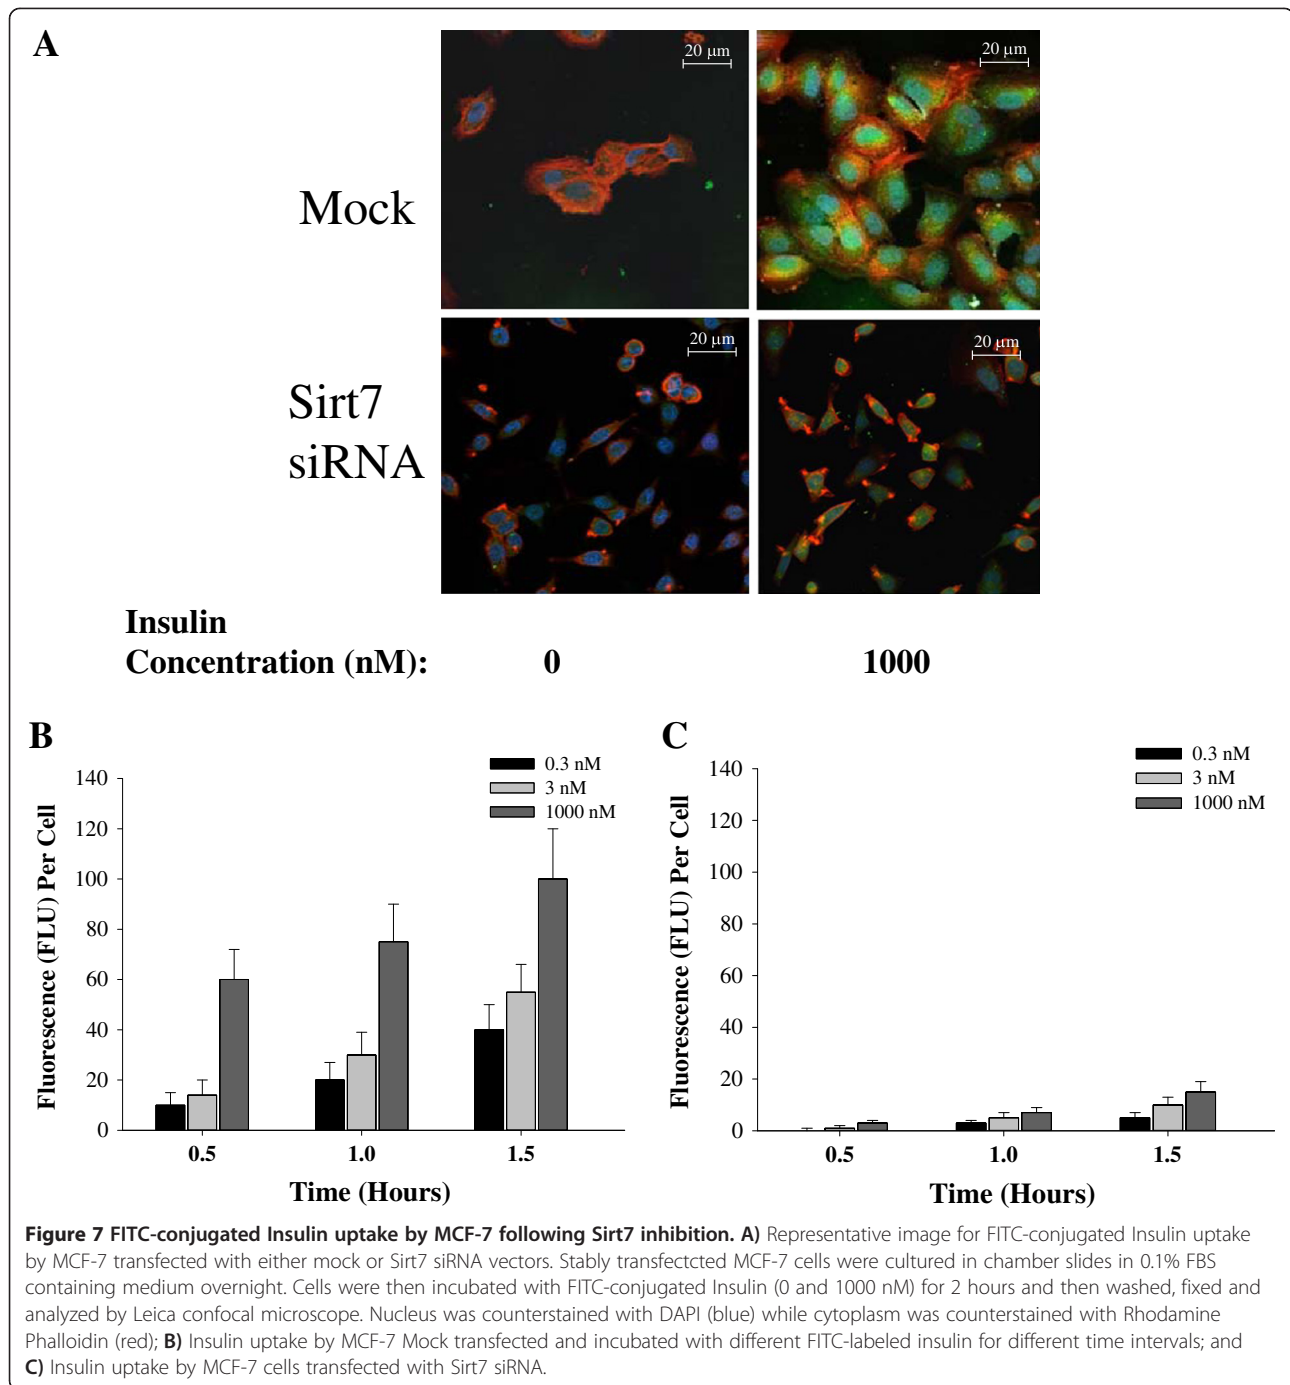 A
20 µm
20 µm
Mock
20 µm
20 µm
Sirt7
siRNA
Insulin
Concentration (nM): 0 1000
B
0.3 nM
3 nM
1000 nM
140
120
100
80
60
40
20
0
Fluorescence (FLU) Per Cell
0.5 1.0 1.5
Time (Hours)
C
0.3 nM
3 nM
1000 nM
140
120
100
80
60
40
20
0
Fluorescence (FLU) Per Cell
0.5 1.0 1.5
Time (Hours)
Figure 7 FITC-conjugated Insulin uptake by MCF-7 following Sirt7 inhibition. A) Representative image for FITC-conjugated Insulin uptake
by MCF-7 transfected with either mock or Sirt7 siRNA vectors. Stably transfectcted MCF-7 cells were cultured in chamber slides in 0.1% FBS
containing medium overnight. Cells were then incubated with FITC-conjugated Insulin (0 and 1000 nM) for 2 hours and then washed, fixed and
analyzed by Leica confocal microscope. Nucleus was counterstained with DAPI (blue) while cytoplasm was counterstained with Rhodamine
Phalloidin (red); B) Insulin uptake by MCF-7 Mock transfected and incubated with different FITC-labeled insulin for different time intervals; and
C) Insulin uptake by MCF-7 cells transfected with Sirt7 siRNA.